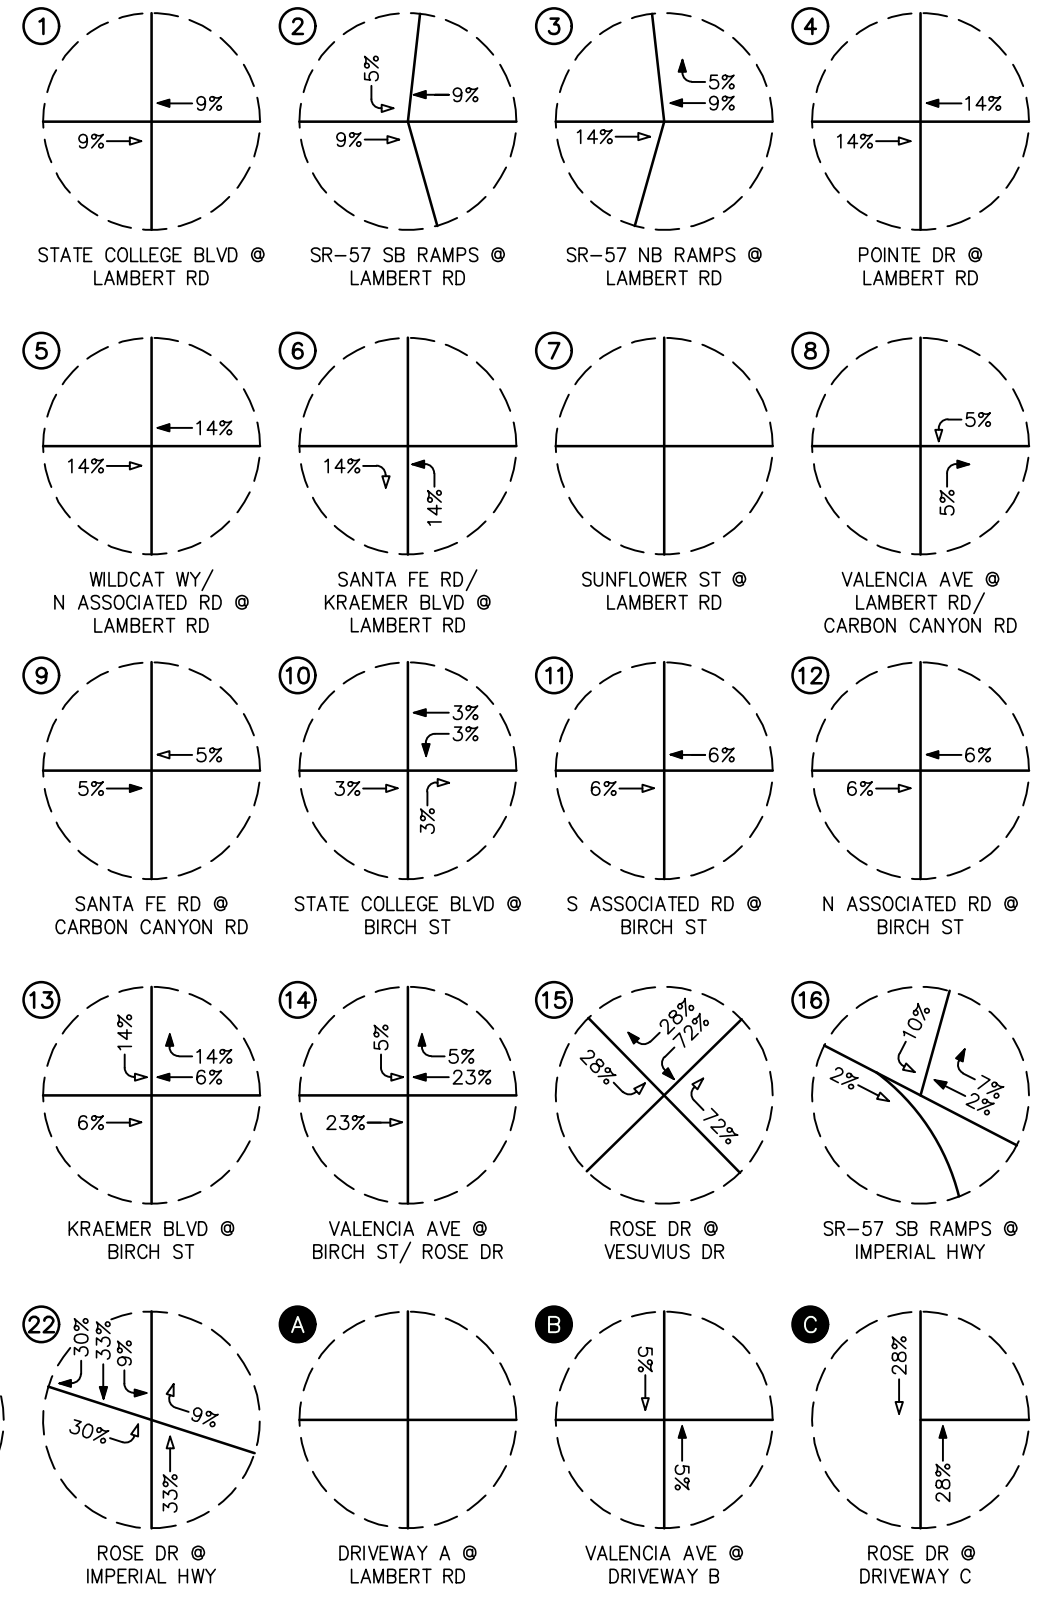 1
9%
9%
STATE COLLEGE BLVD @
LAMBERT RD
2
5%
9%
9%
SR-57 SB RAMPS @
LAMBERT RD
3
5%
9%
14%
SR-57 NB RAMPS @
LAMBERT RD
4
14%
14%
POINTE DR @
LAMBERT RD
5
14%
14%
WILDCAT WY/
N ASSOCIATED RD @
LAMBERT RD
6
14%
14%
SANTA FE RD/
KRAEMER BLVD @
LAMBERT RD
7
SUNFLOWER ST @
LAMBERT RD
8
5%
5%
VALENCIA AVE @
LAMBERT RD/
CARBON CANYON RD
9
5%
5%
SANTA FE RD @
CARBON CANYON RD
10
3%
3%
3%
3%
STATE COLLEGE BLVD @
BIRCH ST
11
6%
6%
S ASSOCIATED RD @
BIRCH ST
12
6%
6%
N ASSOCIATED RD @
BIRCH ST
13
14%
14%
6%
6%
KRAEMER BLVD @
BIRCH ST
14
5%
5%
23%
23%
VALENCIA AVE @
BIRCH ST/ ROSE DR
15
28%
72%
28%
72%
ROSE DR @
VESUVIUS DR
16
10%
7%
2%
2%
SR-57 SB RAMPS @
IMPERIAL HWY
22
30%
33%
9%
9%
30%
33%
ROSE DR @
IMPERIAL HWY
A
DRIVEWAY A @
LAMBERT RD
B
5%
5%
VALENCIA AVE @
DRIVEWAY B
C
28%
28%
ROSE DR @
DRIVEWAY C